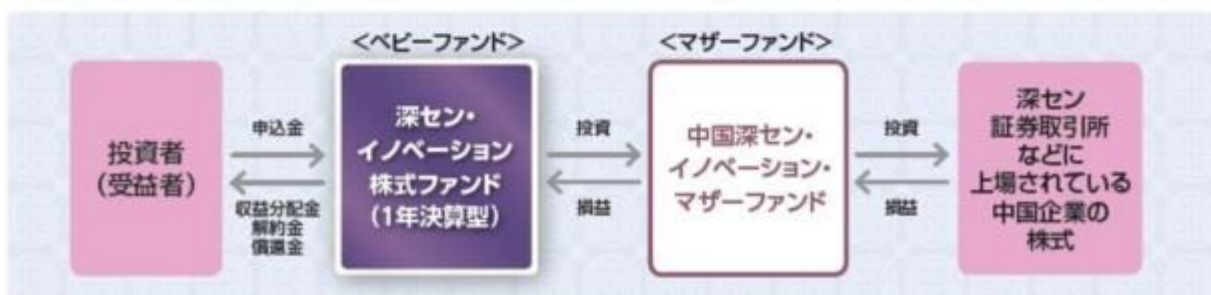 <ベビーファンド>
<マザーファンド>
投資者
(受益者)
申込金
収益分配金
解約金
償還金
深セン・
イノベーション
株式ファンド
(1年決算型)
投資
損益
中国深セン・
イノベーション・
マザーファンド
投資
損益
深セン
証券取引所
などに
上場されている
中国企業の
株式